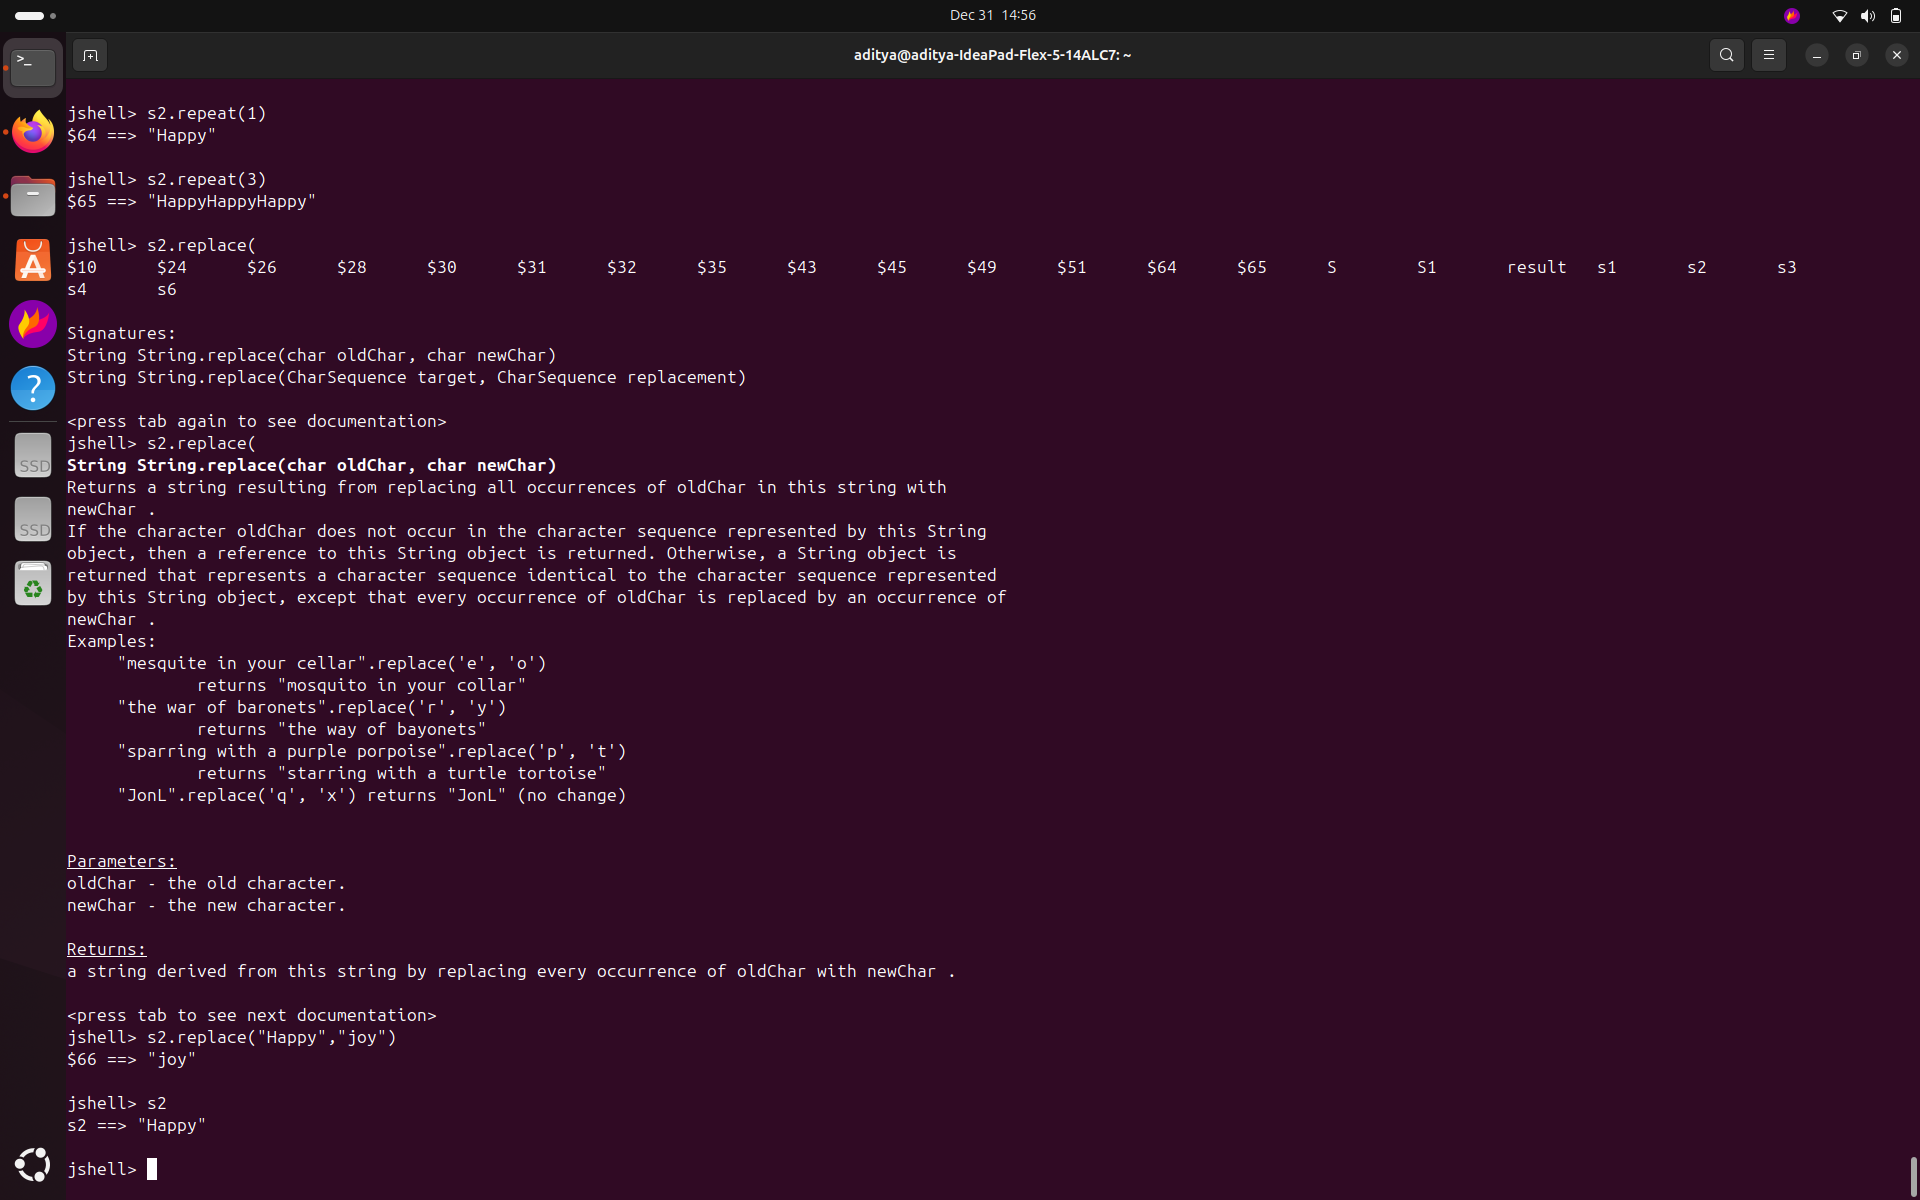 Dec 31 14:56
aditya@aditya-IdeaPad-Flex-5-14ALC7: ~
>_
jshell> s2.repeat(1)
$64 ==> "Happy"
jshell> s2.repeat(3)
$65 ==> "HappyHappyHappy"
jshell> s2.replace(
$10 $24 $26 $28 $30 $31 $32 $35 $43 $45 $49 $51 $64 $65 S S1 result s1 s2 s3
s4 s6
Signatures:
String String.replace(char oldChar, char newChar)
String String.replace(CharSequence target, CharSequence replacement)
<press tab again to see documentation>
jshell> s2.replace(
String String.replace(char oldChar, char newChar)
Returns a string resulting from replacing all occurrences of oldChar in this string with
newChar .
If the character oldChar does not occur in the character sequence represented by this String
object, then a reference to this String object is returned. Otherwise, a String object is
returned that represents a character sequence identical to the character sequence represented
by this String object, except that every occurrence of oldChar is replaced by an occurrence of
newChar .
Examples:
"mesquite in your cellar".replace('e', 'o')
returns "mosquito in your collar"
"the war of baronets".replace('r', 'y')
returns "the way of bayonets"
"sparring with a purple porpoise".replace('p', 't')
returns "starring with a turtle tortoise"
"JonL".replace('q', 'x') returns "JonL" (no change)
Parameters:
oldChar - the old character.
newChar - the new character.
Returns:
a string derived from this string by replacing every occurrence of oldChar with newChar .
<press tab to see next documentation>
jshell> s2.replace("Happy","joy")
$66 ==> "joy"
jshell> s2
s2 ==> "Happy"
jshell>
?
SSD
SSD